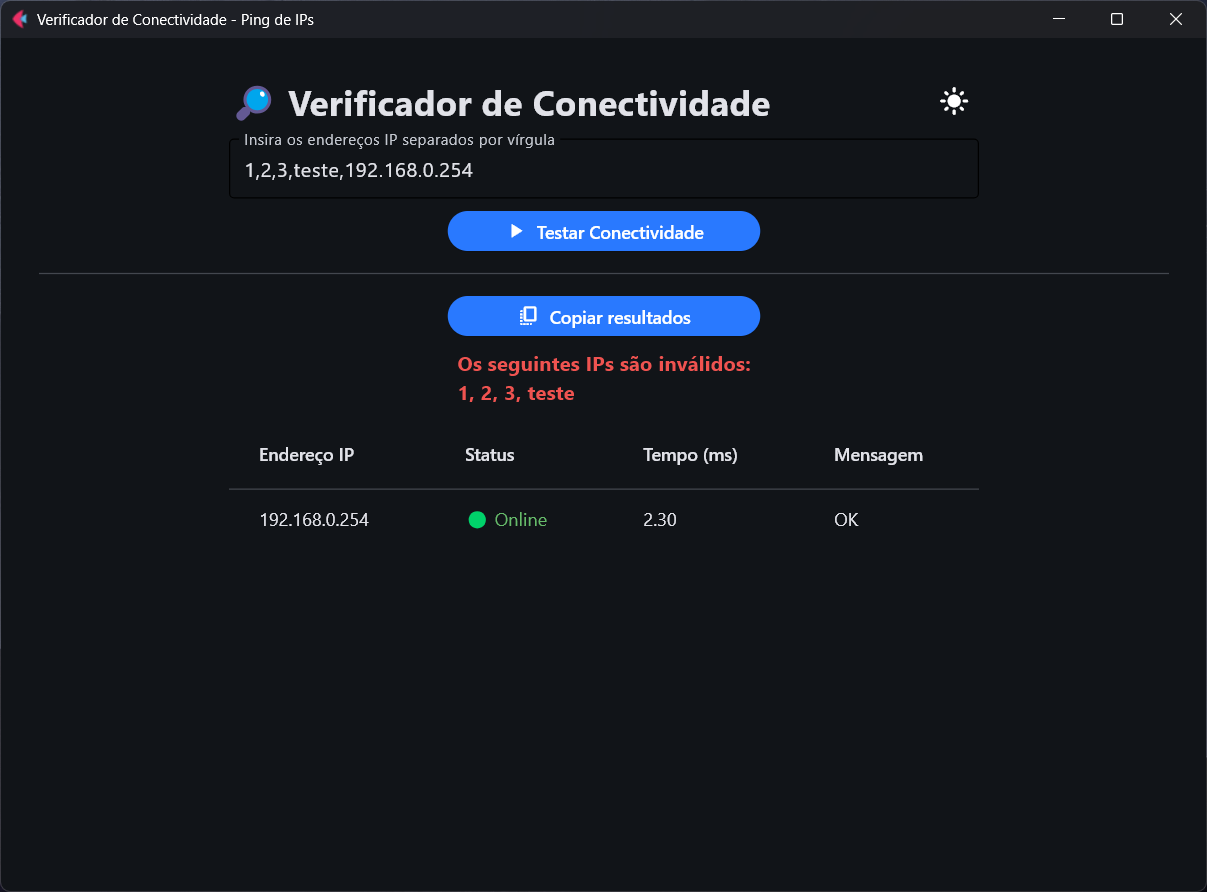 Verificador de Conectividade - Ping de IPs
Verificador de Conectividade
Insira os endereços IP separados por vírgula
1,2,3,teste,192.168.0.254
Testar Conectividade
Copiar resultados
Os seguintes IPs são inválidos:
1, 2, 3, teste
Endereço IP Status Tempo (ms) Mensagem
192.168.0.254 Online 2.30 OK